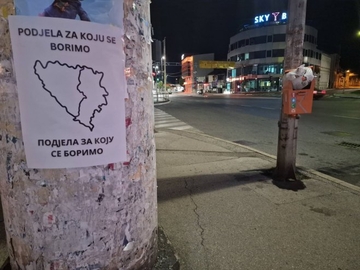 PODJELA ZA KOJU SE
BORIMO
ПОДЈЕЛА ЗА КОЈУ
СЕ БОРИМО
SKY B